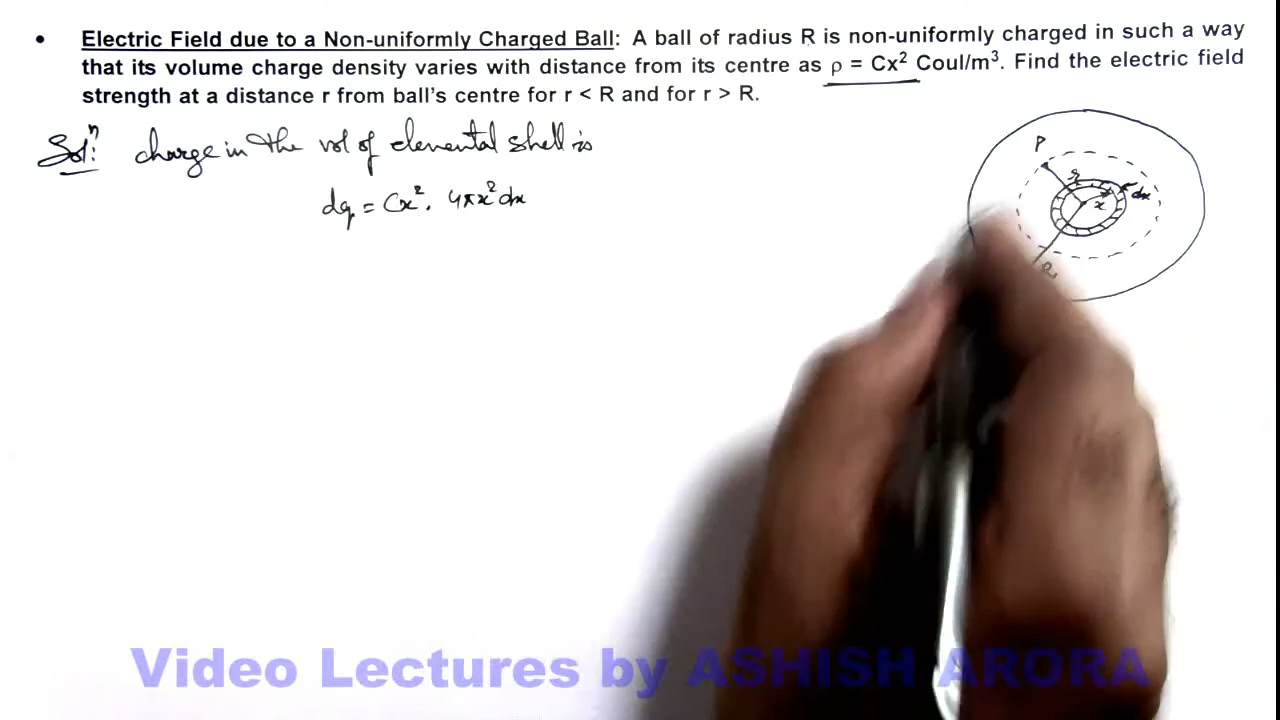 • Electric Field due to a Non-uniformly Charged Ball: A ball of radius R is non-uniformly charged in such a way
that its volume charge density varies with distance from its centre as ρ = Cx² Coul/m³. Find the electric field
strength at a distance r from ball's centre for r < R and for r > R.
Solⁿ: charge in the vol of elemental shell is
dq = Cx². 4πx²dx
P
dx
x
R
Video Lectures by ASHISH ARORA